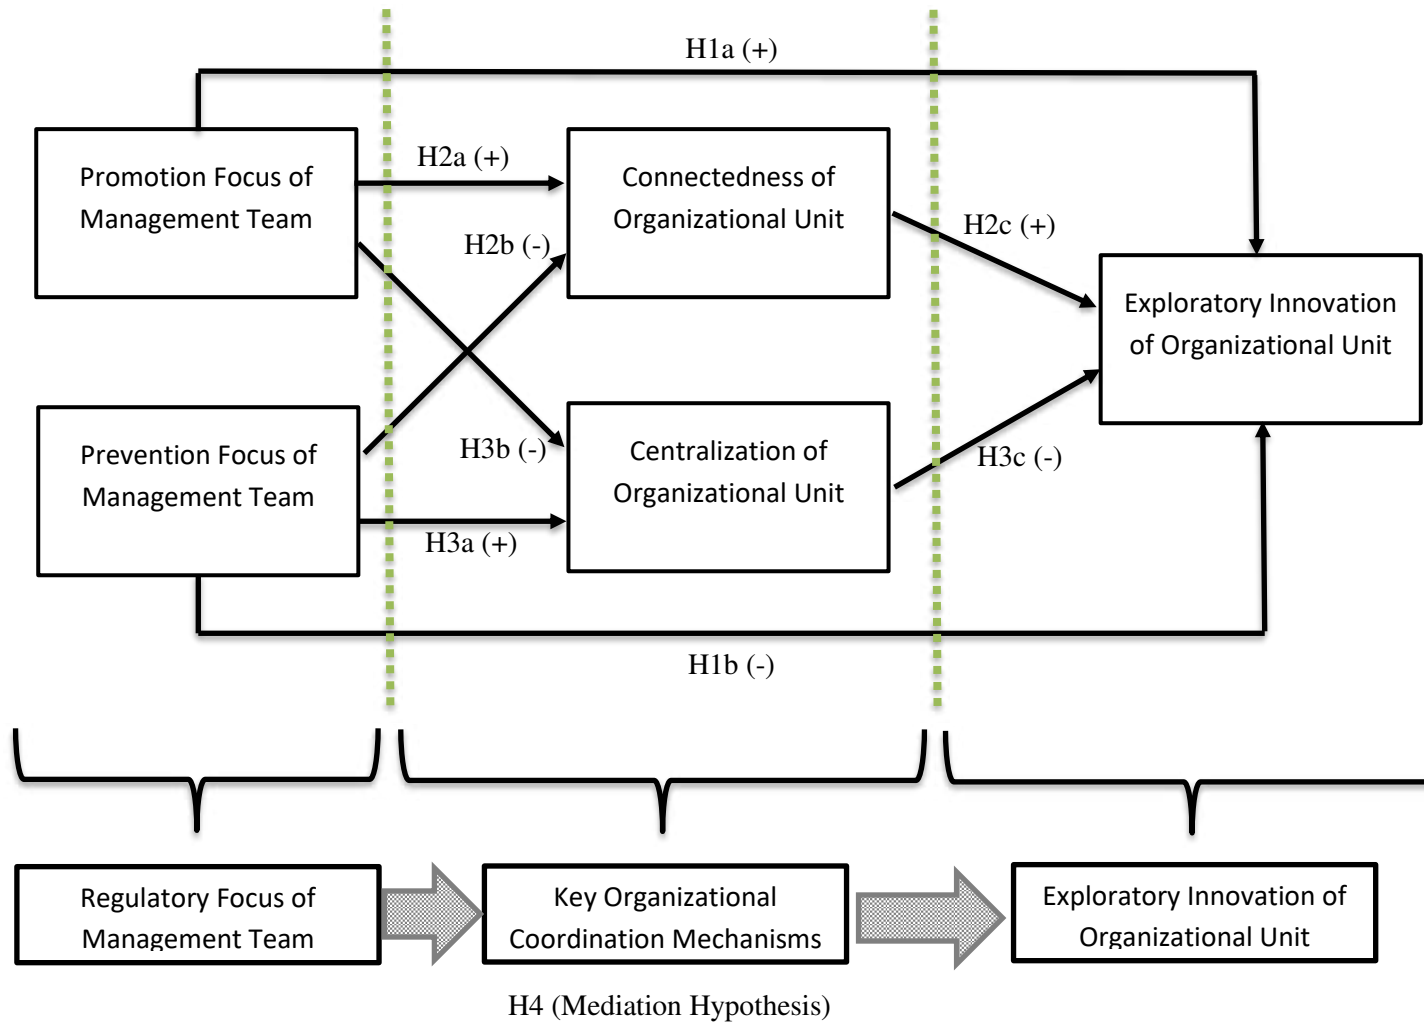 H1a (+)
Promotion Focus of
Management Team
H2a (+)
Connectedness of
Organizational Unit
H2b (-)
H2c (+)
Exploratory Innovation
of Organizational Unit
Prevention Focus of
Management Team
H3b (-)
Centralization of
Organizational Unit
H3c (-)
H3a (+)
H1b (-)
Regulatory Focus of
Management Team
Key Organizational
Coordination Mechanisms
Exploratory Innovation of
Organizational Unit
H4 (Mediation Hypothesis)